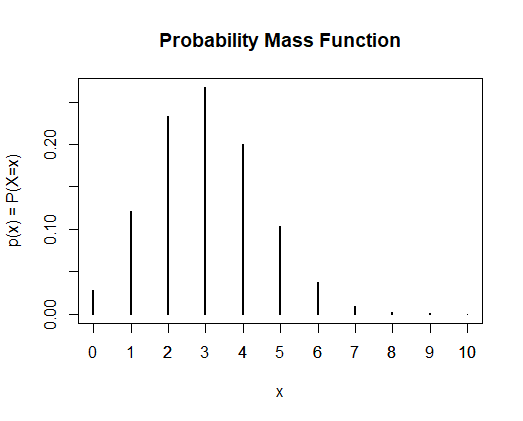 Probability Mass Function
p(x) = P(X=x)
0.20
0.10
0.00
0 1 2 3 4 5 6 7 8 9 10
x